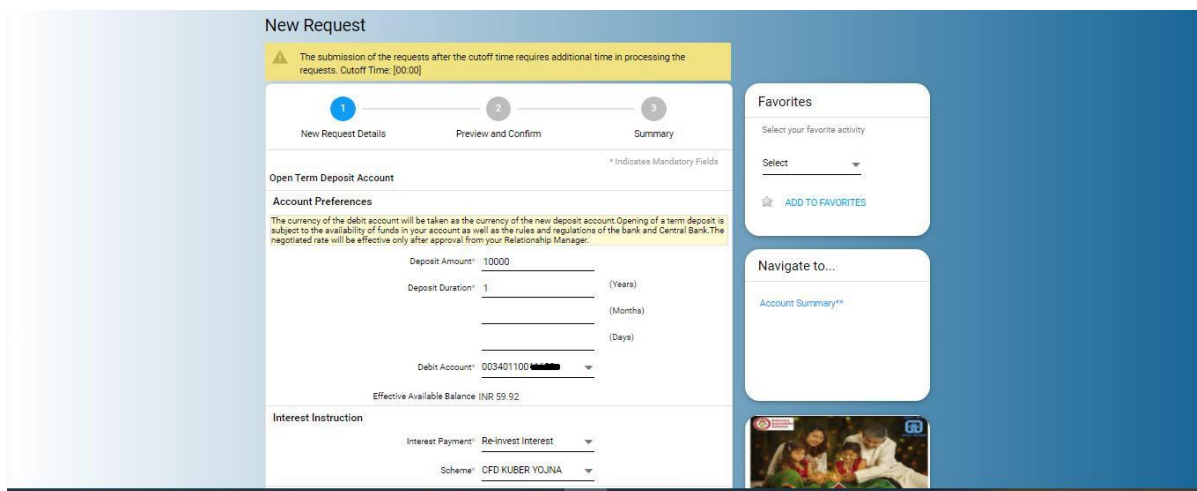 New Request
The submission of the requests after the cutoff time requires additional time in processing the
requests. Cutoff Time: [00:00]
1
2
3
New Request Details
Preview and Confirm
Summary
* Indicates Mandatory Fields
Open Term Deposit Account
Account Preferences
The currency of the debit account will be taken as the currency of the new deposit account.Opening of a term deposit is
subject to the availability of funds in your account as well as the rules and regulations of the bank and Central Bank.The
negotiated rate will be effective only after approval from your Relationship Manager.
Deposit Amount* 10000
Deposit Duration* 1 (Years)
(Months)
(Days)
Debit Account* 003401100
Effective Available Balance INR 59.92
Interest Instruction
Interest Payment* Re-invest Interest
Scheme* CFD KUBER YOJNA
Favorites
Select your favorite activity
Select
ADD TO FAVORITES
Navigate to...
Account Summary**